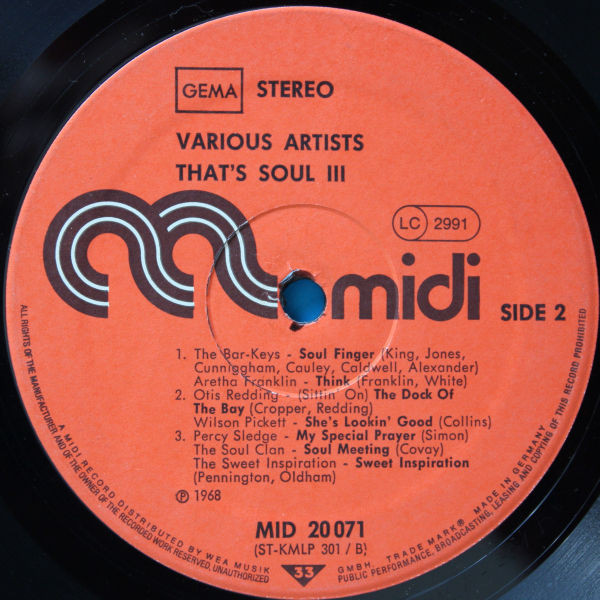 GEMA STEREO
VARIOUS ARTISTS
THAT'S SOUL III
LC 2991
midi
SIDE 2
1. The Bar-Keys - Soul Finger (King, Jones,
Cunniggham, Cauley, Caldwell, Alexander)
Aretha Franklin - Think (Franklin, White)
2. Otis Redding - (Sittin' On) The Dock Of
The Bay (Cropper, Redding)
Wilson Pickett - She's Lookin' Good (Collins)
3. Percy Sledge - My Special Prayer (Simon)
The Soul Clan - Soul Meeting (Covay)
The Sweet Inspiration - Sweet Inspiration
(Pennington, Oldham)
℗ 1968
MID 20 071
(ST-KMLP 301 / B)
33
ALL RIGHTS OF THE MANUFACTURER AND OF THE OWNER OF THE RECORDED WORK RESERVED, UNAUTHORIZED PUBLIC PERFORMANCE, BROADCASTING, LEASING AND COPYING OF THIS RECORD PROHIBITED
A MIDI RECORD DISTRIBUTED BY WEA MUSIK GMBH. TRADE MARK® MADE IN GERMANY